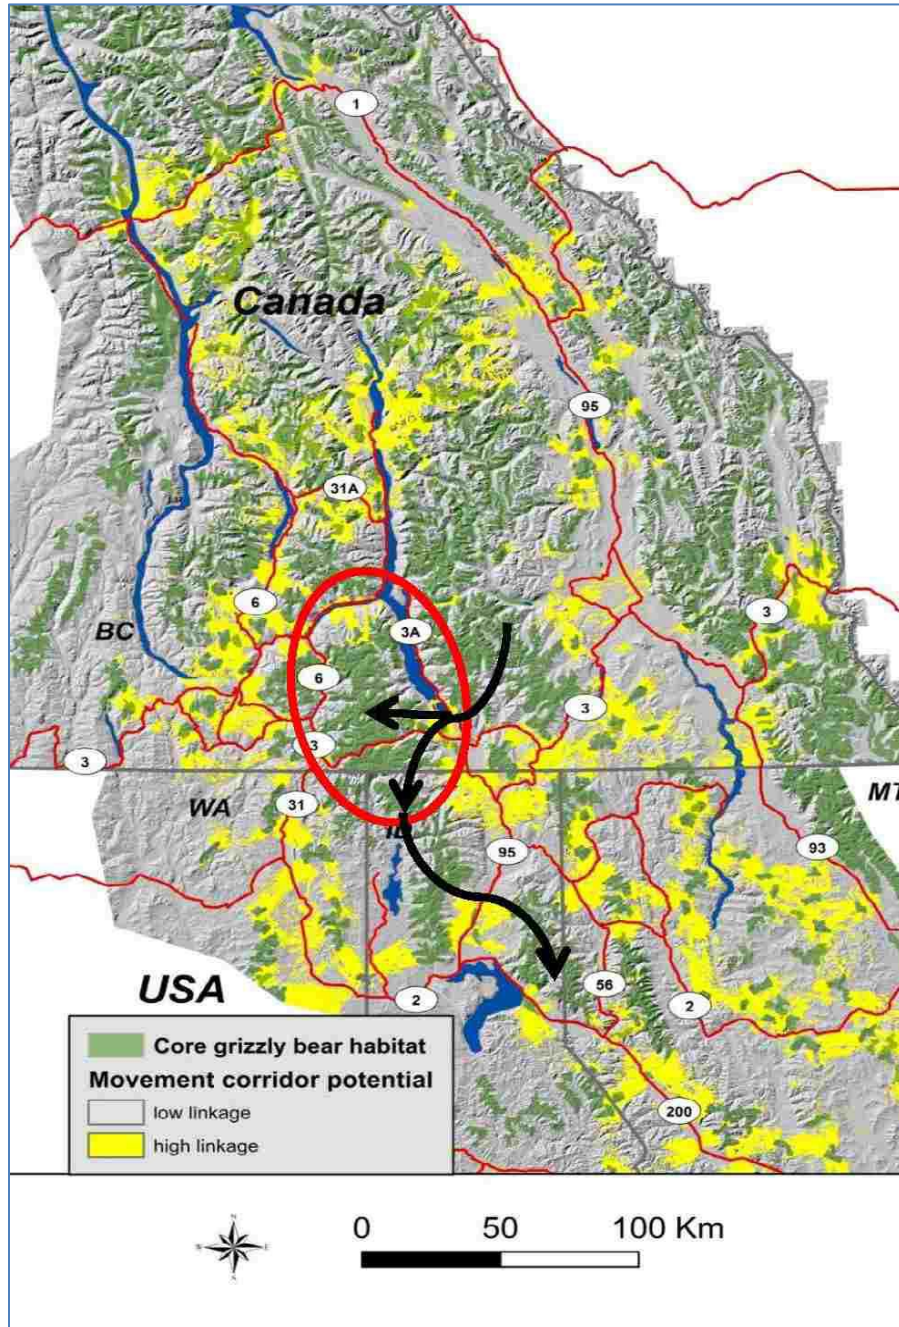 1
Canada
95
31A
6
3
BC
3A
6
3
3
3
WA
31
MT
ID
95
93
USA
56
2
2
Core grizzly bear habitat
Movement corridor potential
low linkage
high linkage
200
N
W
E
S
0 50 100 Km